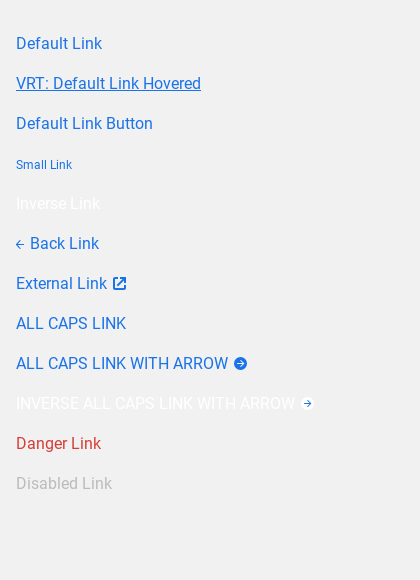 Default Link
VRT: Default Link Hovered
Default Link Button
Small Link
Inverse Link
Back Link
External Link
ALL CAPS LINK
ALL CAPS LINK WITH ARROW
INVERSE ALL CAPS LINK WITH ARROW
Danger Link
Disabled Link